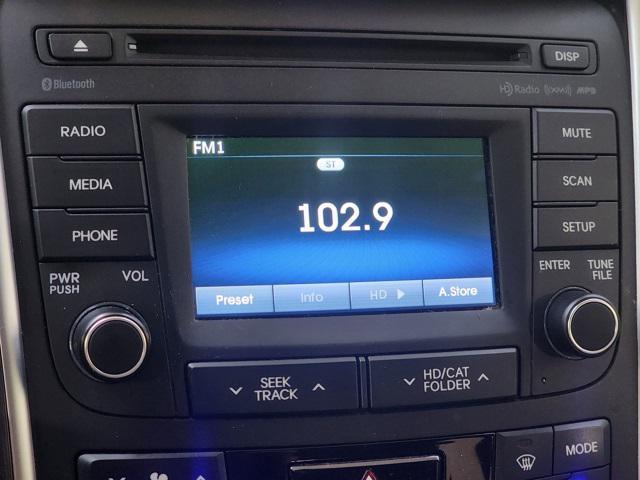 DISP
Bluetooth
HD Radio ((XM)) MP3
RADIO
MEDIA
PHONE
PWR PUSH
VOL
FM1
ST
102.9
Preset
Info
HD
A.Store
MUTE
SCAN
SETUP
ENTER
TUNE FILE
SEEK TRACK
HD/CAT FOLDER
MODE